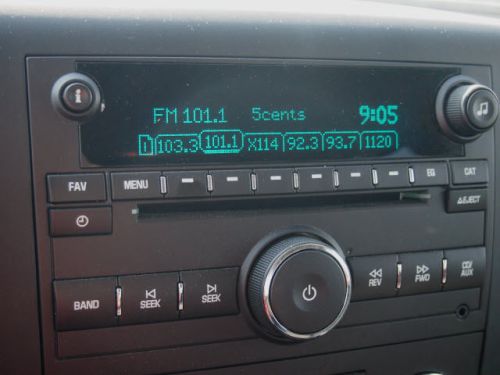 FM 101.1 5cents 9:05
1 103.3 101.1 X114 92.3 93.7 1120
FAV MENU EQ CAT
EJECT
BAND SEEK SEEK REV FWD CD/AUX